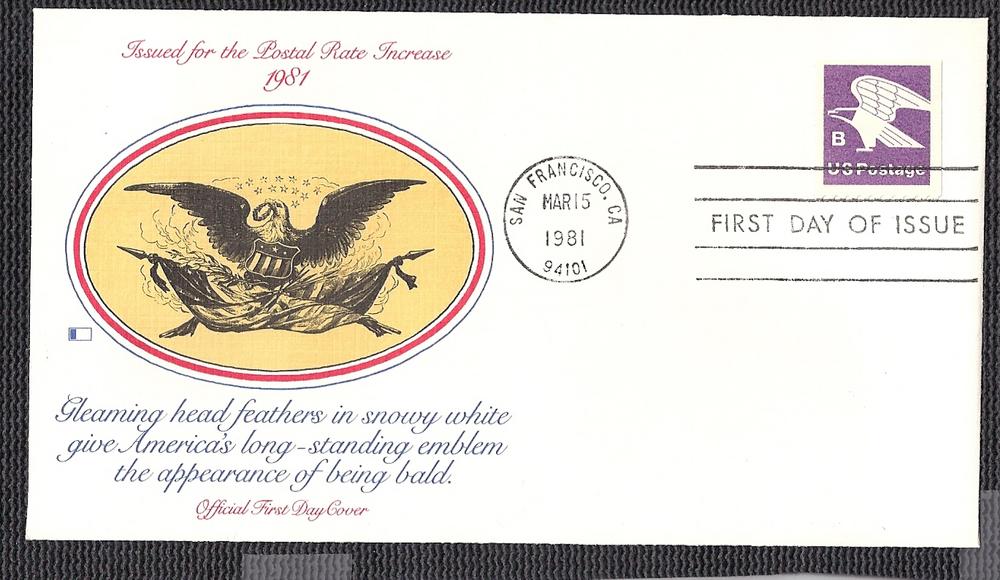 Issued for the Postal Rate Increase
1981
B
US Postage
SAN FRANCISCO, CA
MAR 15
1981
94101
FIRST DAY OF ISSUE
Gleaming head feathers in snowy white
give America's long-standing emblem
the appearance of being bald.
Official First Day Cover